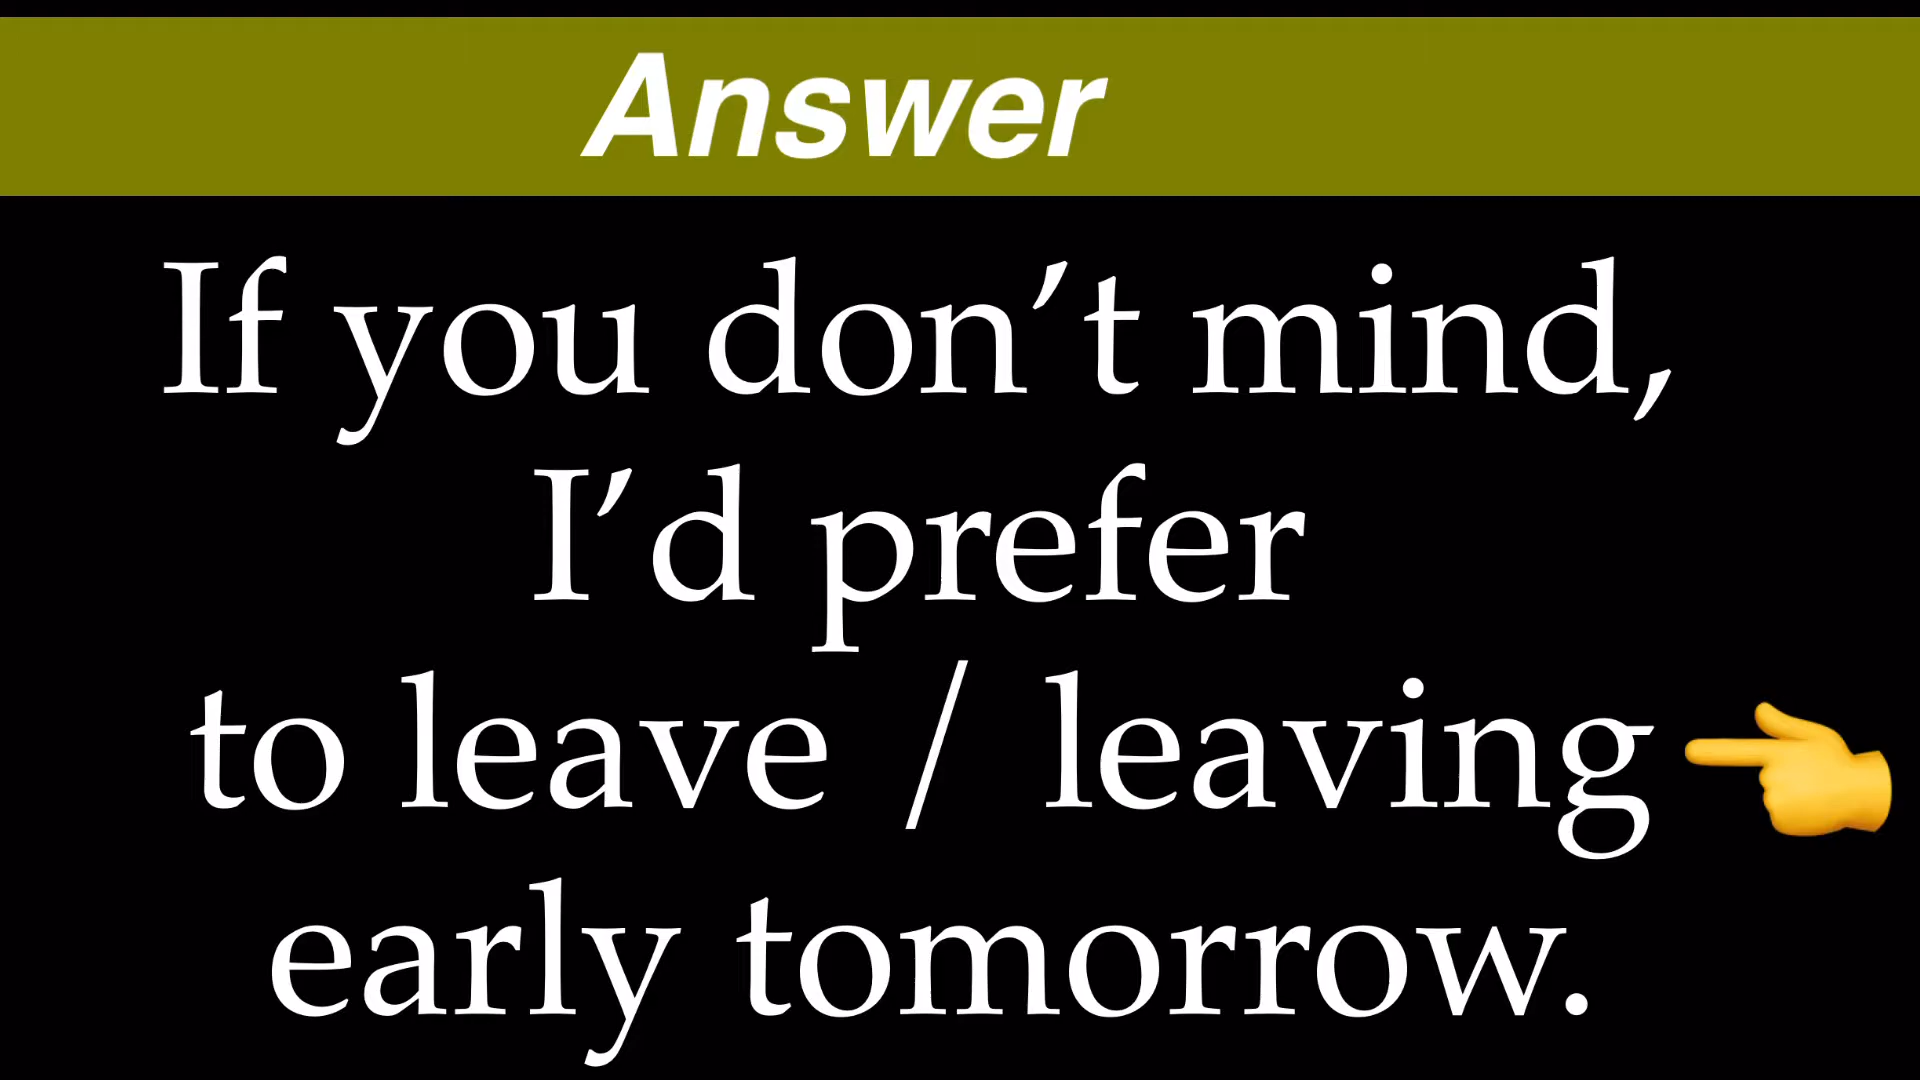 Answer
If you don’t mind,
I’d prefer
to leave / leaving
early tomorrow.